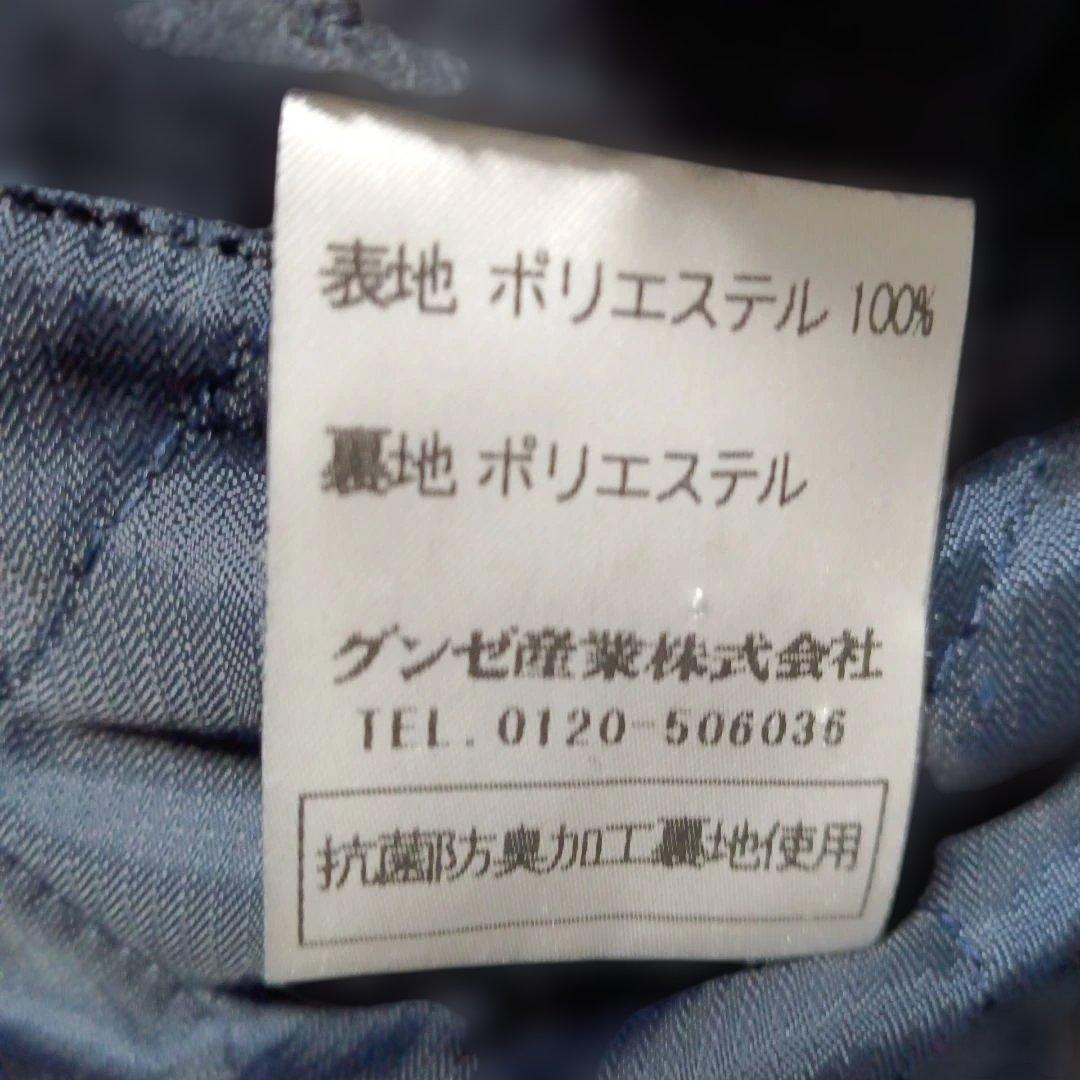 表地 ポリエステル 100%
裏地 ポリエステル
グンゼ産業株式会社
TEL. 0120-506036
抗菌防臭加工裏地使用